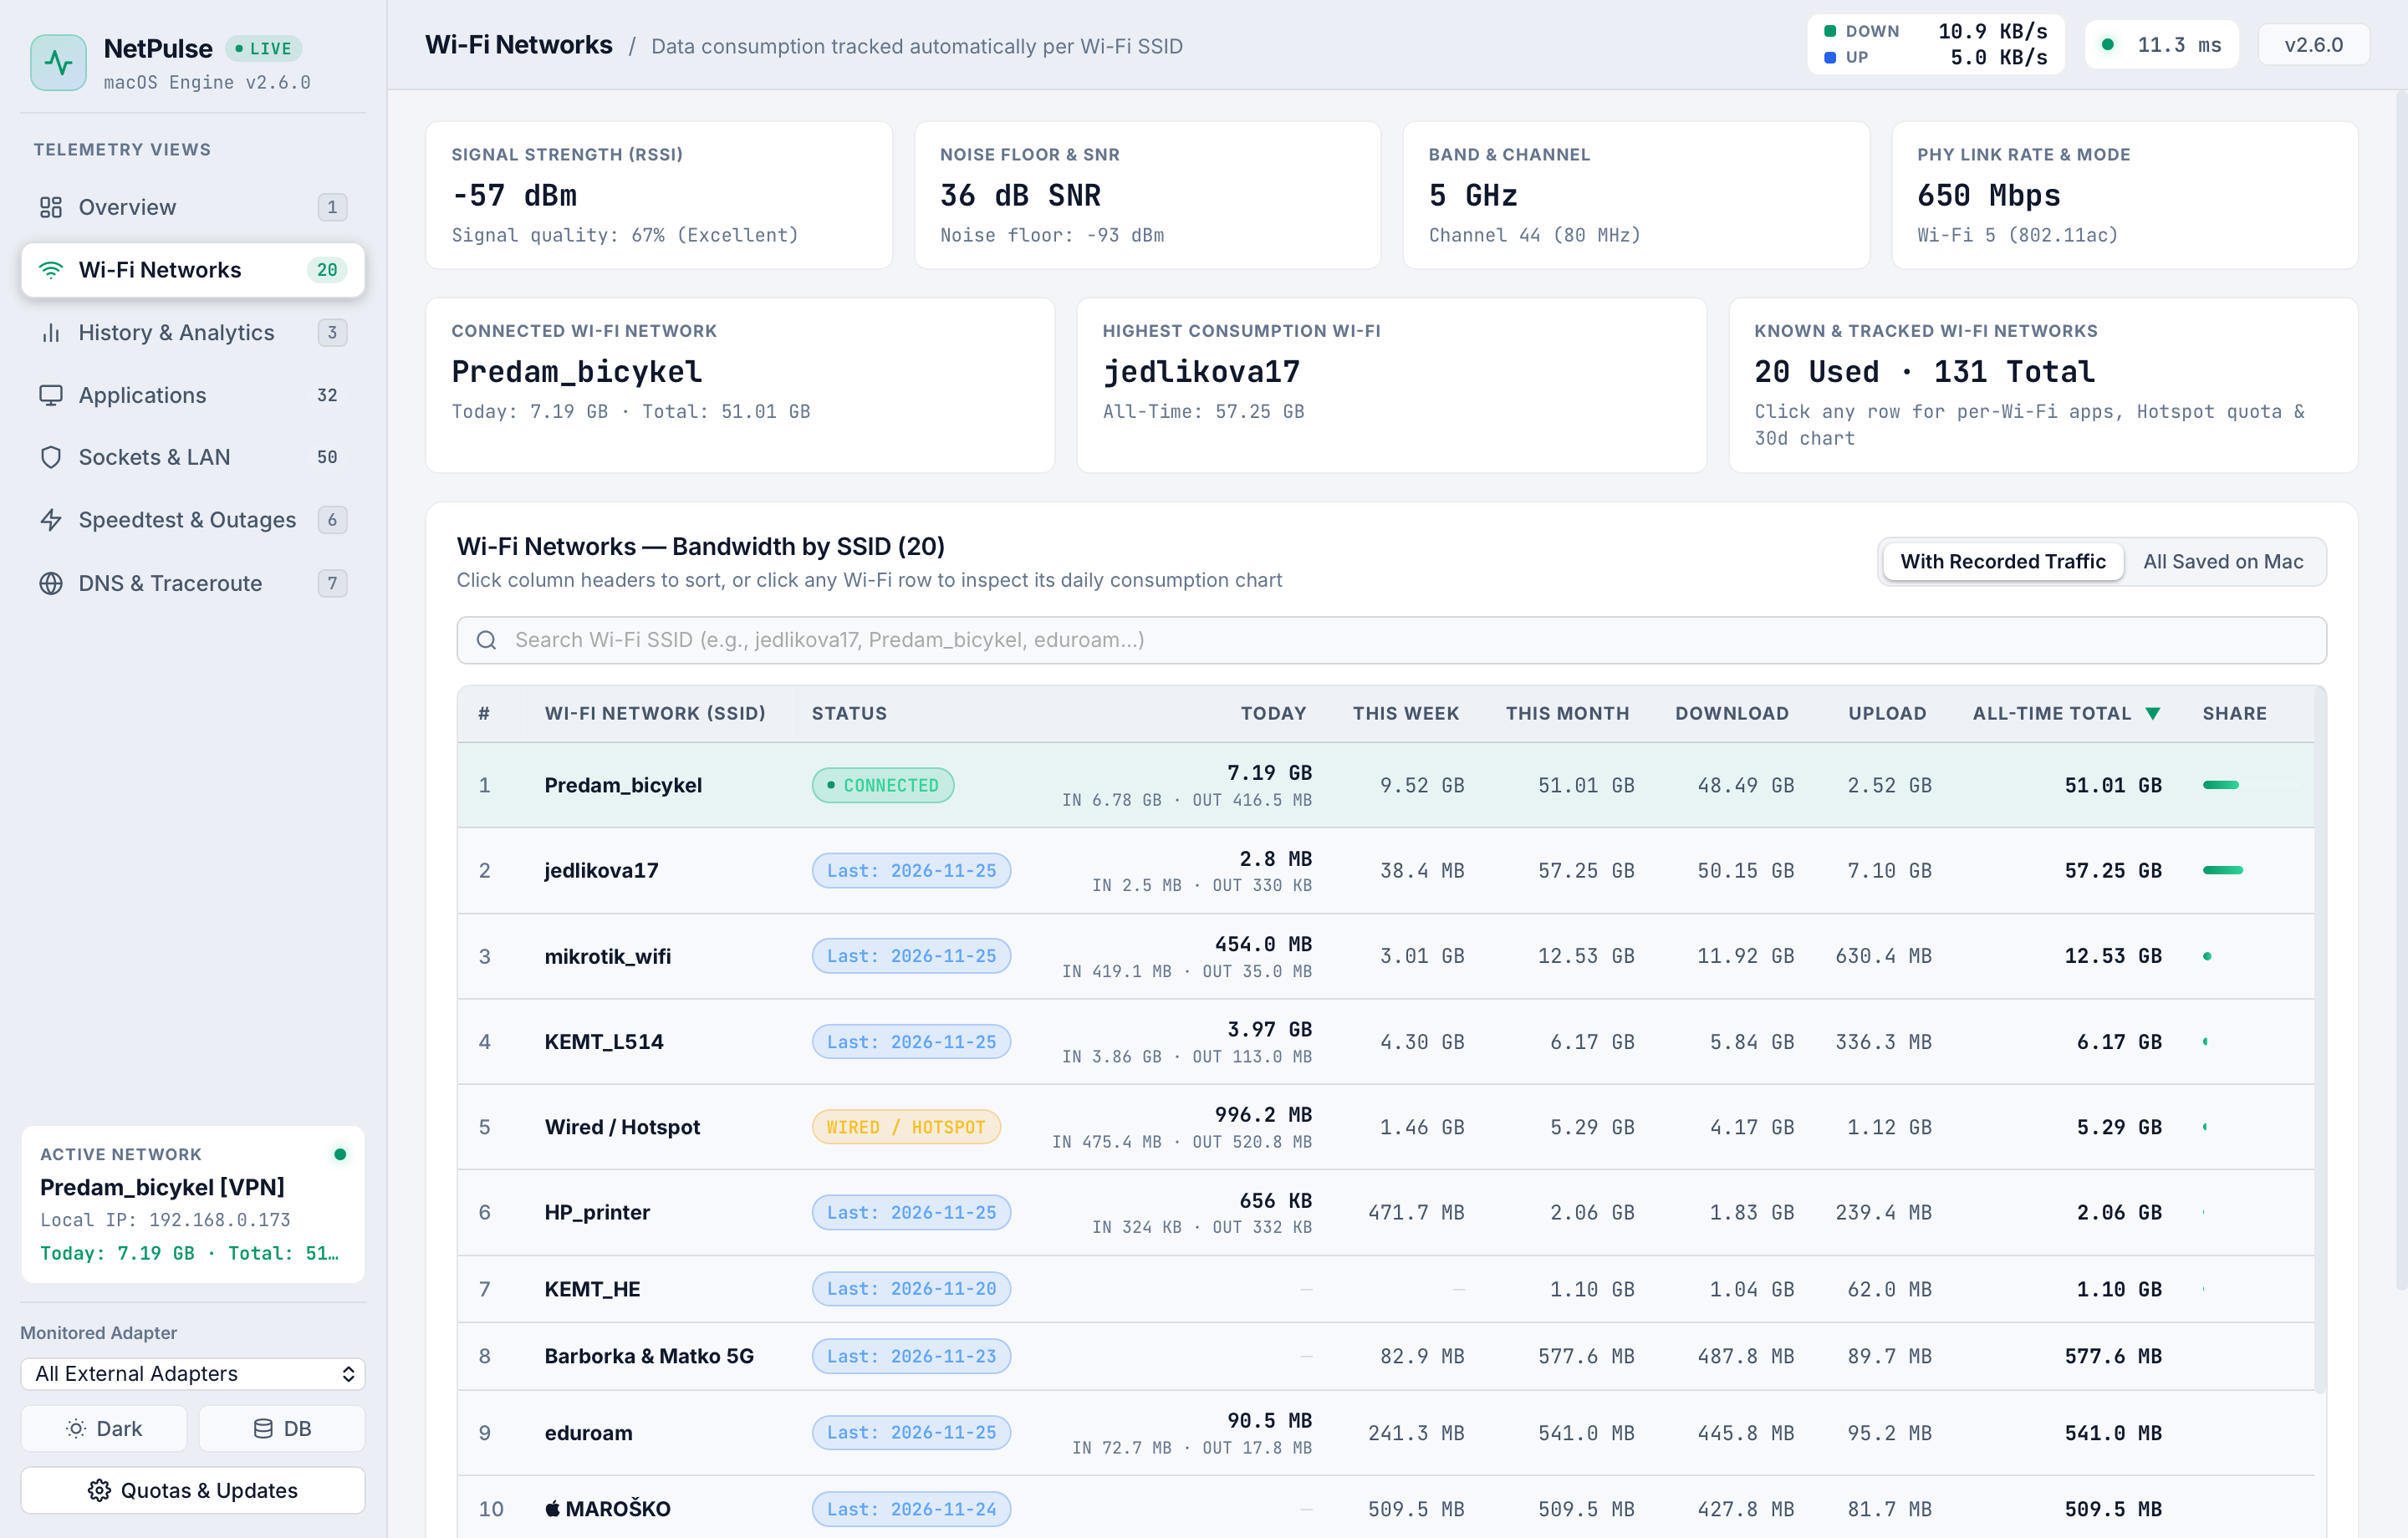 NetPulse
LIVE
macOS Engine v2.6.0
TELEMETRY VIEWS
Overview 1
Wi-Fi Networks 20
History & Analytics 3
Applications 32
Sockets & LAN 50
Speedtest & Outages 6
DNS & Traceroute 7
ACTIVE NETWORK
Predam_bicykel [VPN]
Local IP: 192.168.0.173
Today: 7.19 GB · Total: 51…
Monitored Adapter
All External Adapters
Dark DB
Quotas & Updates
Wi-Fi Networks / Data consumption tracked automatically per Wi-Fi SSID
DOWN 10.9 KB/s
UP 5.0 KB/s
11.3 ms
v2.6.0
SIGNAL STRENGTH (RSSI)
-57 dBm
Signal quality: 67% (Excellent)
NOISE FLOOR & SNR
36 dB SNR
Noise floor: -93 dBm
BAND & CHANNEL
5 GHz
Channel 44 (80 MHz)
PHY LINK RATE & MODE
650 Mbps
Wi-Fi 5 (802.11ac)
CONNECTED WI-FI NETWORK
Predam_bicykel
Today: 7.19 GB · Total: 51.01 GB
HIGHEST CONSUMPTION WI-FI
jedlikova17
All-Time: 57.25 GB
KNOWN & TRACKED WI-FI NETWORKS
20 Used · 131 Total
Click any row for per-Wi-Fi apps, Hotspot quota &
30d chart
Wi-Fi Networks — Bandwidth by SSID (20)
Click column headers to sort, or click any Wi-Fi row to inspect its daily consumption chart
With Recorded Traffic All Saved on Mac
Search Wi-Fi SSID (e.g., jedlikova17, Predam_bicykel, eduroam...)
# WI-FI NETWORK (SSID) STATUS TODAY THIS WEEK THIS MONTH DOWNLOAD UPLOAD ALL-TIME TOTAL ▼ SHARE
1 Predam_bicykel CONNECTED 7.19 GB 9.52 GB 51.01 GB 48.49 GB 2.52 GB 51.01 GB
IN 6.78 GB · OUT 416.5 MB
2 jedlikova17 Last: 2026-11-25 2.8 MB 38.4 MB 57.25 GB 50.15 GB 7.10 GB 57.25 GB
IN 2.5 MB · OUT 330 KB
3 mikrotik_wifi Last: 2026-11-25 454.0 MB 3.01 GB 12.53 GB 11.92 GB 630.4 MB 12.53 GB
IN 419.1 MB · OUT 35.0 MB
4 KEMT_L514 Last: 2026-11-25 3.97 GB 4.30 GB 6.17 GB 5.84 GB 336.3 MB 6.17 GB
IN 3.86 GB · OUT 113.0 MB
5 Wired / Hotspot WIRED / HOTSPOT 996.2 MB 1.46 GB 5.29 GB 4.17 GB 1.12 GB 5.29 GB
IN 475.4 MB · OUT 520.8 MB
6 HP_printer Last: 2026-11-25 656 KB 471.7 MB 2.06 GB 1.83 GB 239.4 MB 2.06 GB
IN 324 KB · OUT 332 KB
7 KEMT_HE Last: 2026-11-20 — — 1.10 GB 1.04 GB 62.0 MB 1.10 GB
8 Barborka & Matko 5G Last: 2026-11-23 — 82.9 MB 577.6 MB 487.8 MB 89.7 MB 577.6 MB
9 eduroam Last: 2026-11-25 90.5 MB 241.3 MB 541.0 MB 445.8 MB 95.2 MB 541.0 MB
IN 72.7 MB · OUT 17.8 MB
10 MAROŠKO Last: 2026-11-24 — 509.5 MB 509.5 MB 427.8 MB 81.7 MB 509.5 MB